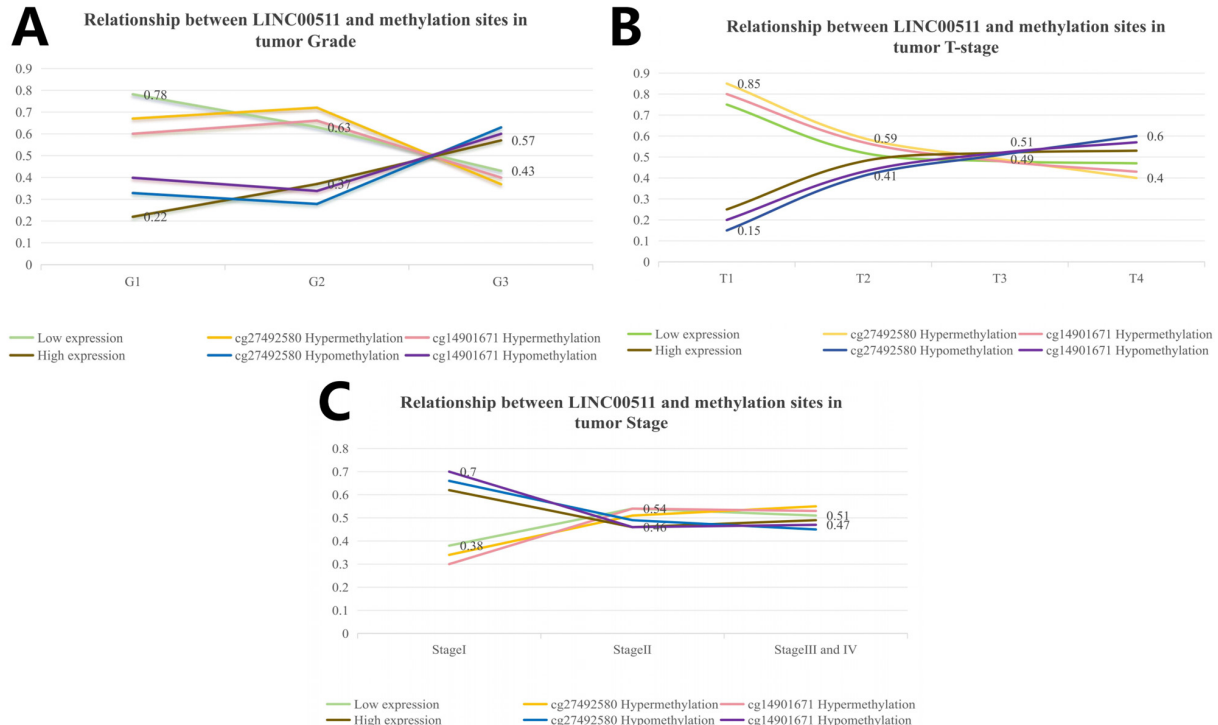 A
Relationship between LINC00511 and methylation sites in
tumor Grade
0.9
0.8
0.7
0.6
0.5
0.4
0.3
0.2
0.1
0
0.78
0.63
0.57
0.43
0.37
0.22
G1 G2 G3
Low expression cg27492580 Hypermethylation cg14901671 Hypermethylation
High expression cg27492580 Hypomethylation cg14901671 Hypomethylation
B
Relationship between LINC00511 and methylation sites in
tumor T-stage
0.9
0.8
0.7
0.6
0.5
0.4
0.3
0.2
0.1
0
0.85
0.59
0.51
0.6
0.49
0.41
0.4
0.15
T1 T2 T3 T4
Low expression cg27492580 Hypermethylation cg14901671 Hypermethylation
High expression cg27492580 Hypomethylation cg14901671 Hypomethylation
C
Relationship between LINC00511 and methylation sites in
tumor Stage
0.8
0.7
0.6
0.5
0.4
0.3
0.2
0.1
0
0.7
0.54
0.51
0.46
0.47
0.38
StageI StageII StageIII and IV
Low expression cg27492580 Hypermethylation cg14901671 Hypermethylation
High expression cg27492580 Hypomethylation cg14901671 Hypomethylation